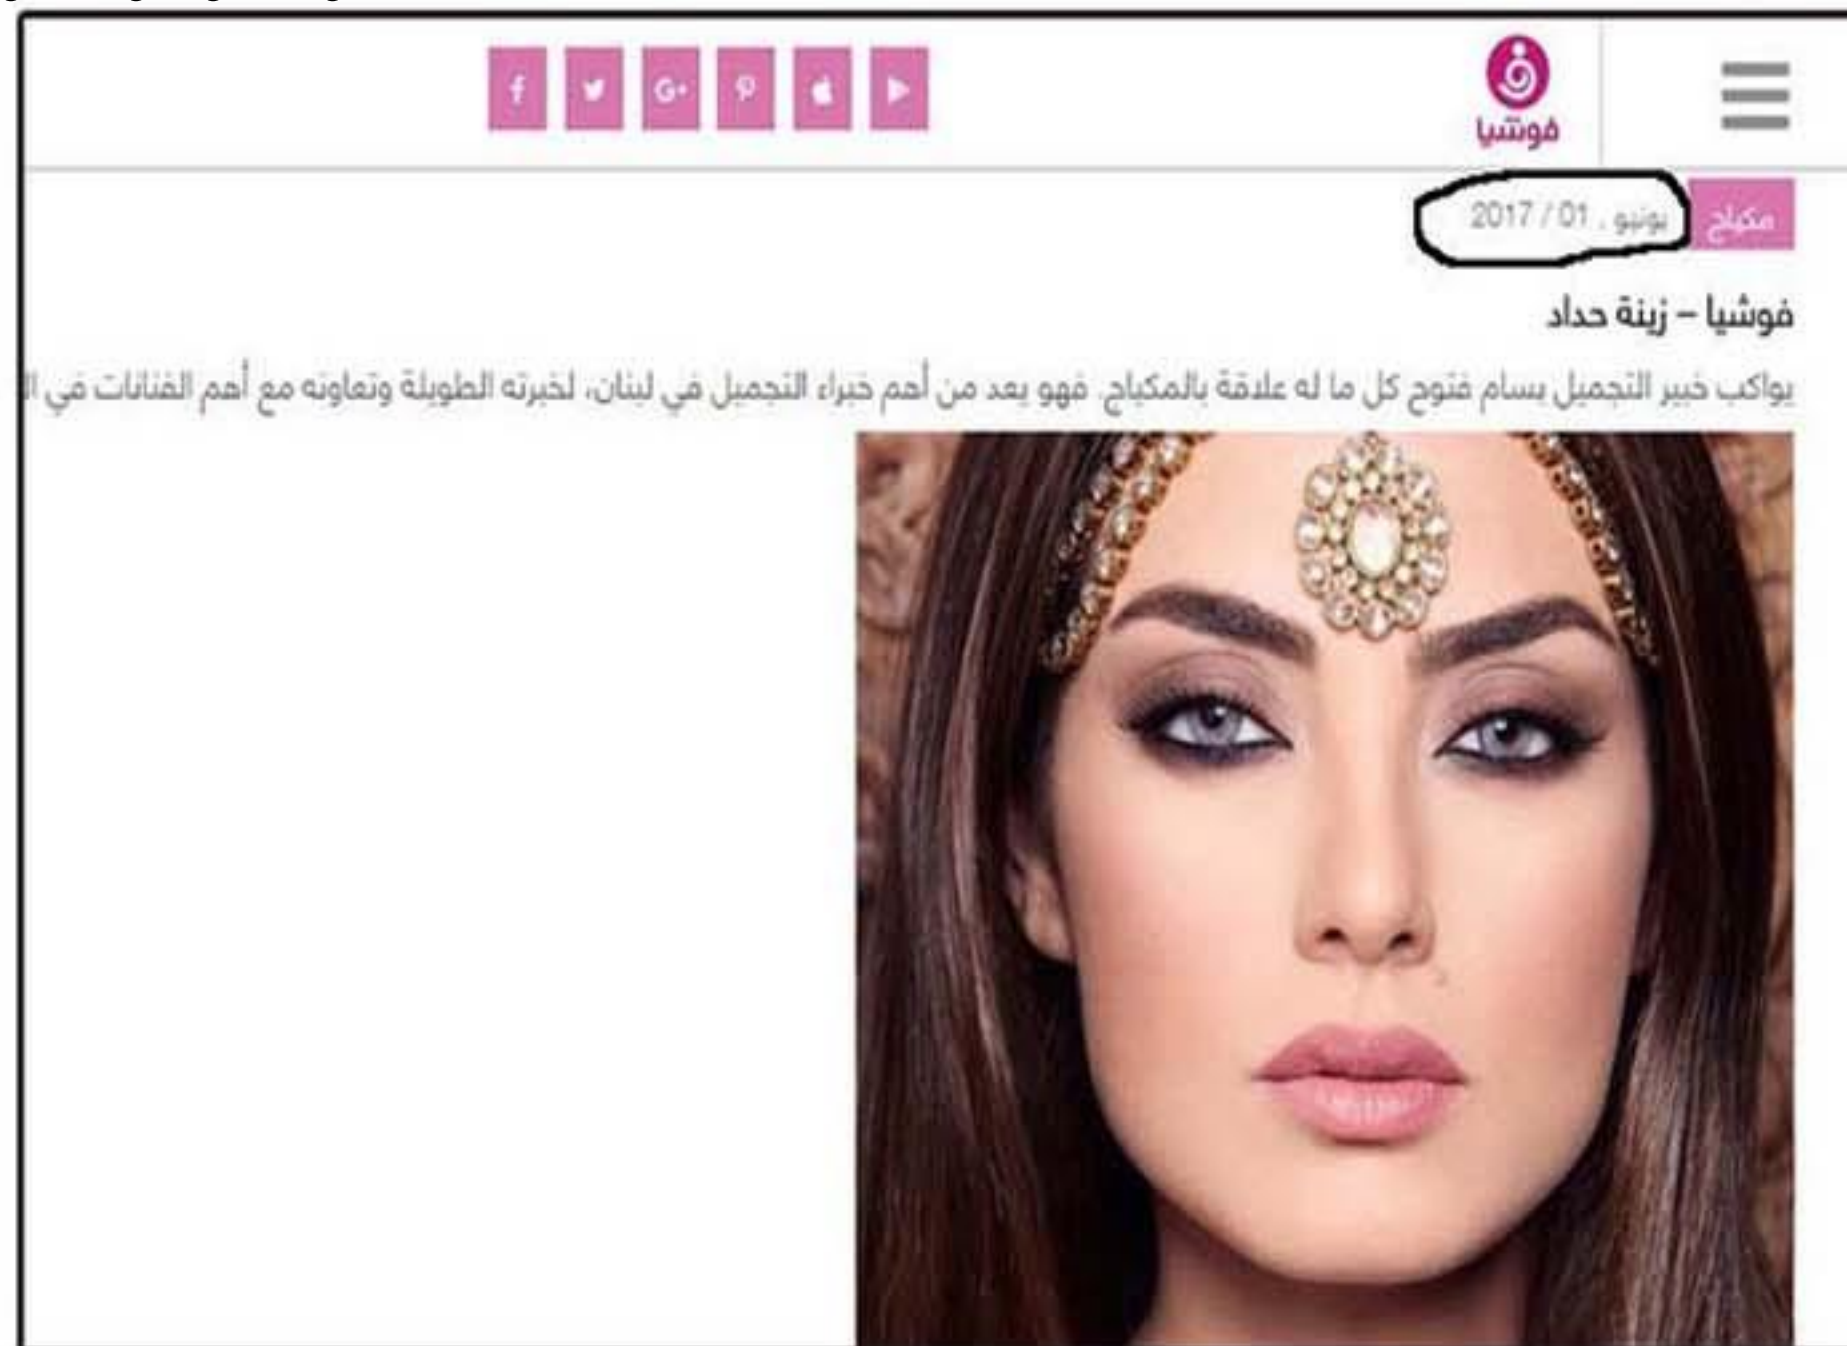 فوشيا
مكياج
يونيو , 01 / 2017
فوشيا – زينة حداد
يواكب خبير التجميل بسام فتوح كل ما له علاقة بالمكياج. فهو يعد من أهم خبراء التجميل في لبنان، لخبرته الطويلة وتعاونه مع أهم الفنانات في